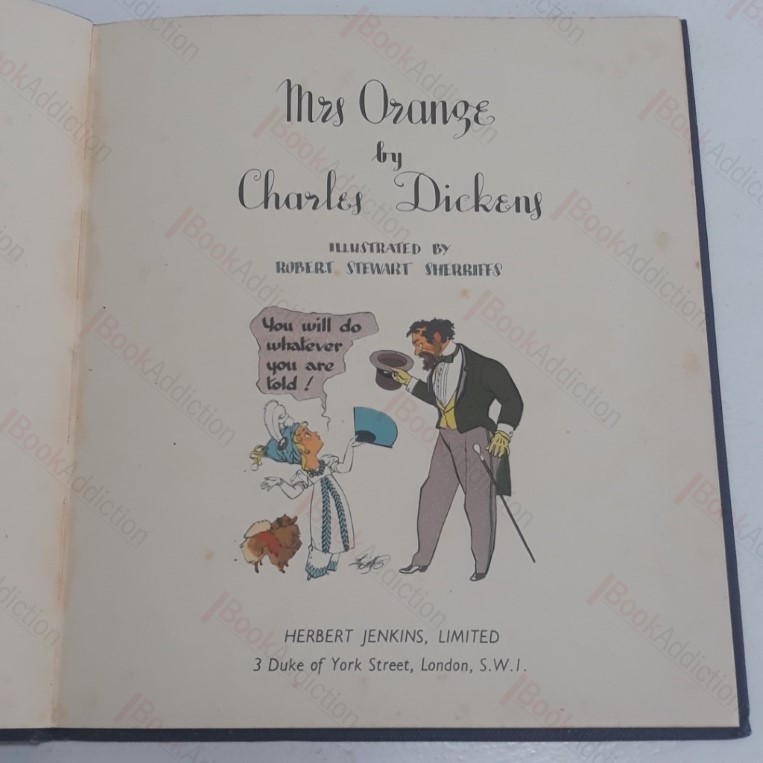 Mrs Orange
by
Charles Dickens
ILLUSTRATED BY
ROBERT STEWART SHERRIFFS
You will do
whatever
you are
told!
HERBERT JENKINS, LIMITED
3 Duke of York Street, London, S.W.1.
BookAddiction